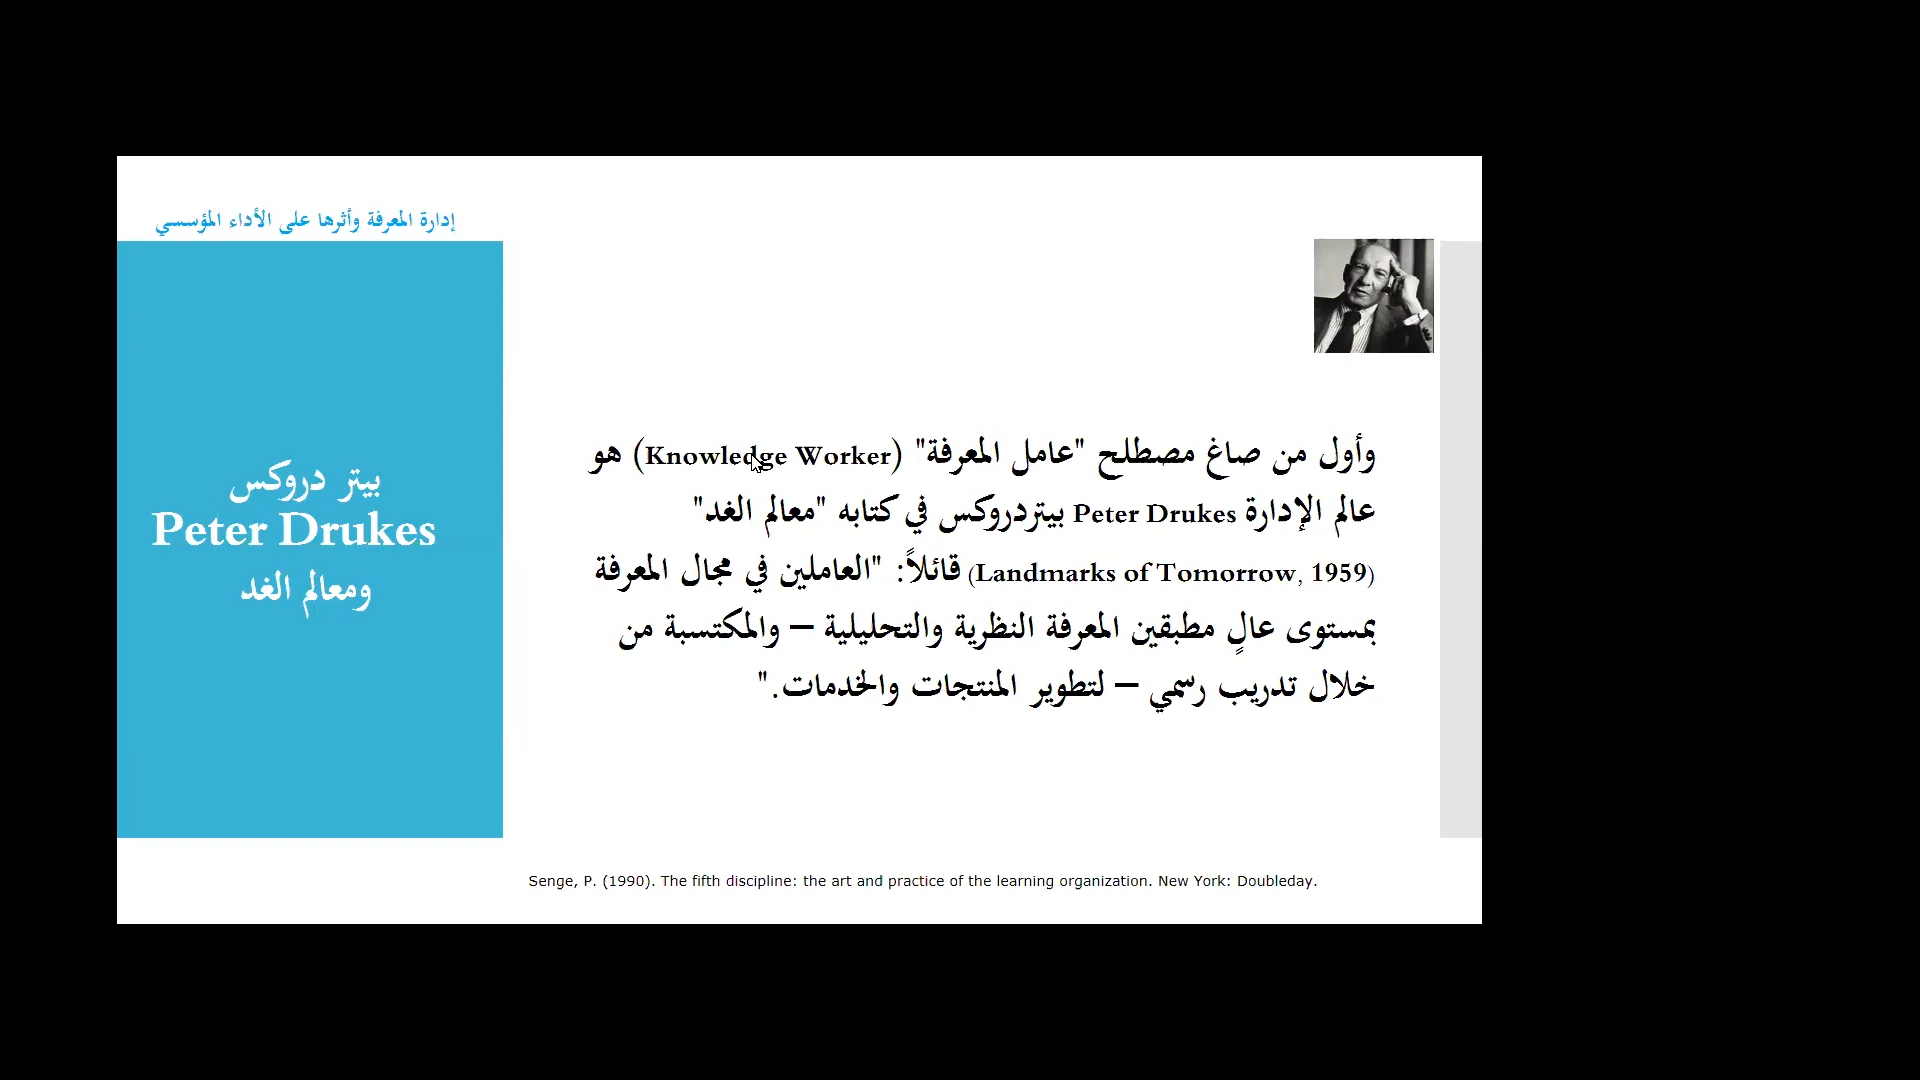 إدارة المعرفة وأثرها على الأداء المؤسسي
بيتر دروكس
Peter Drukes
ومعالم الغد
وأول من صاغ مصطلح "عامل المعرفة" (Knowledge Worker) هو
عالم الإدارة Peter Drukes بيتردروكس في كتابه "معالم الغد"
(Landmarks of Tomorrow, 1959) قائلاً: "العاملين في مجال المعرفة
بمستوى عالٍ مطبقين المعرفة النظرية والتحليلية – والمكتسبة من
خلال تدريب رسمي – لتطوير المنتجات والخدمات."
Senge, P. (1990). The fifth discipline: the art and practice of the learning organization. New York: Doubleday.